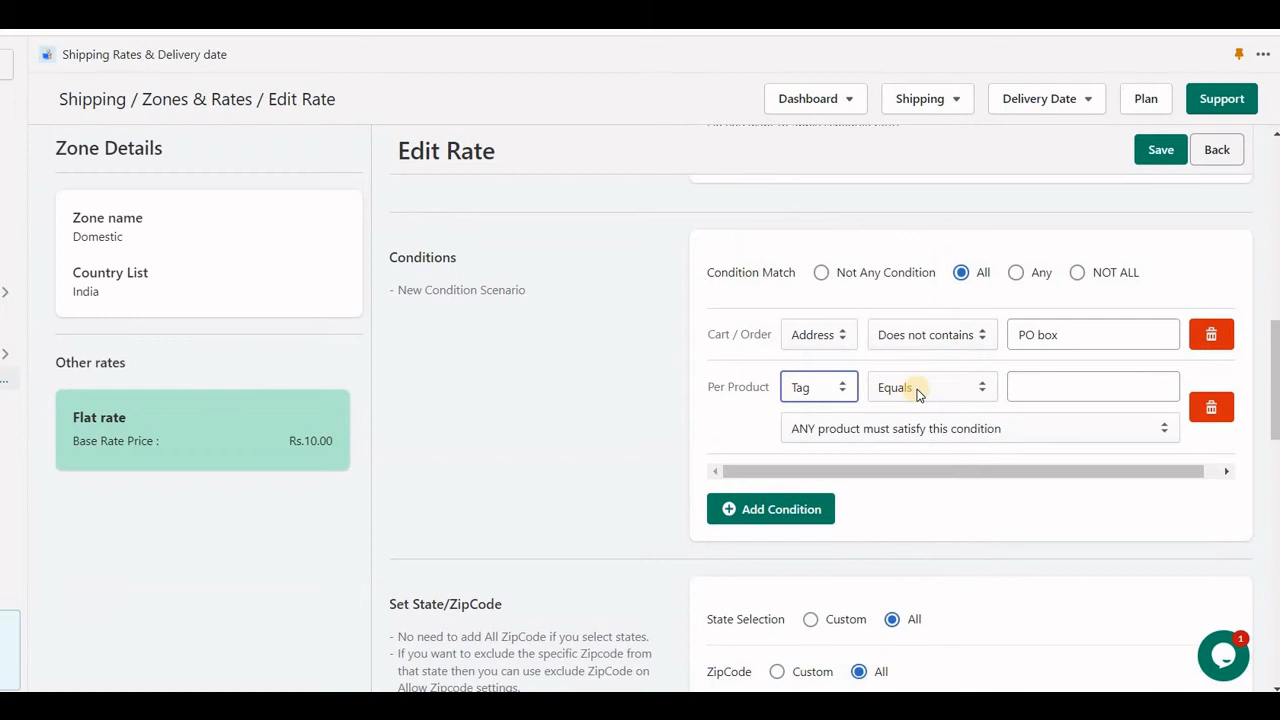 Shipping Rates & Delivery date
Shipping / Zones & Rates / Edit Rate
Dashboard
Shipping
Delivery Date
Plan
Support
Zone Details
Edit Rate
Save
Back
Zone name
Domestic
Country List
India
Other rates
Flat rate
Base Rate Price :
Rs.10.00
Conditions
- New Condition Scenario
Condition Match
Not Any Condition
All
Any
NOT ALL
Cart / Order
Address
Does not contains
PO box
Per Product
Tag
Equals
ANY product must satisfy this condition
Add Condition
Set State/ZipCode
- No need to add All ZipCode if you select states.
- If you want to exclude the specific Zipcode from
that state then you can use exclude ZipCode on
Allow Zipcode settings.
State Selection
Custom
All
ZipCode
Custom
All
1